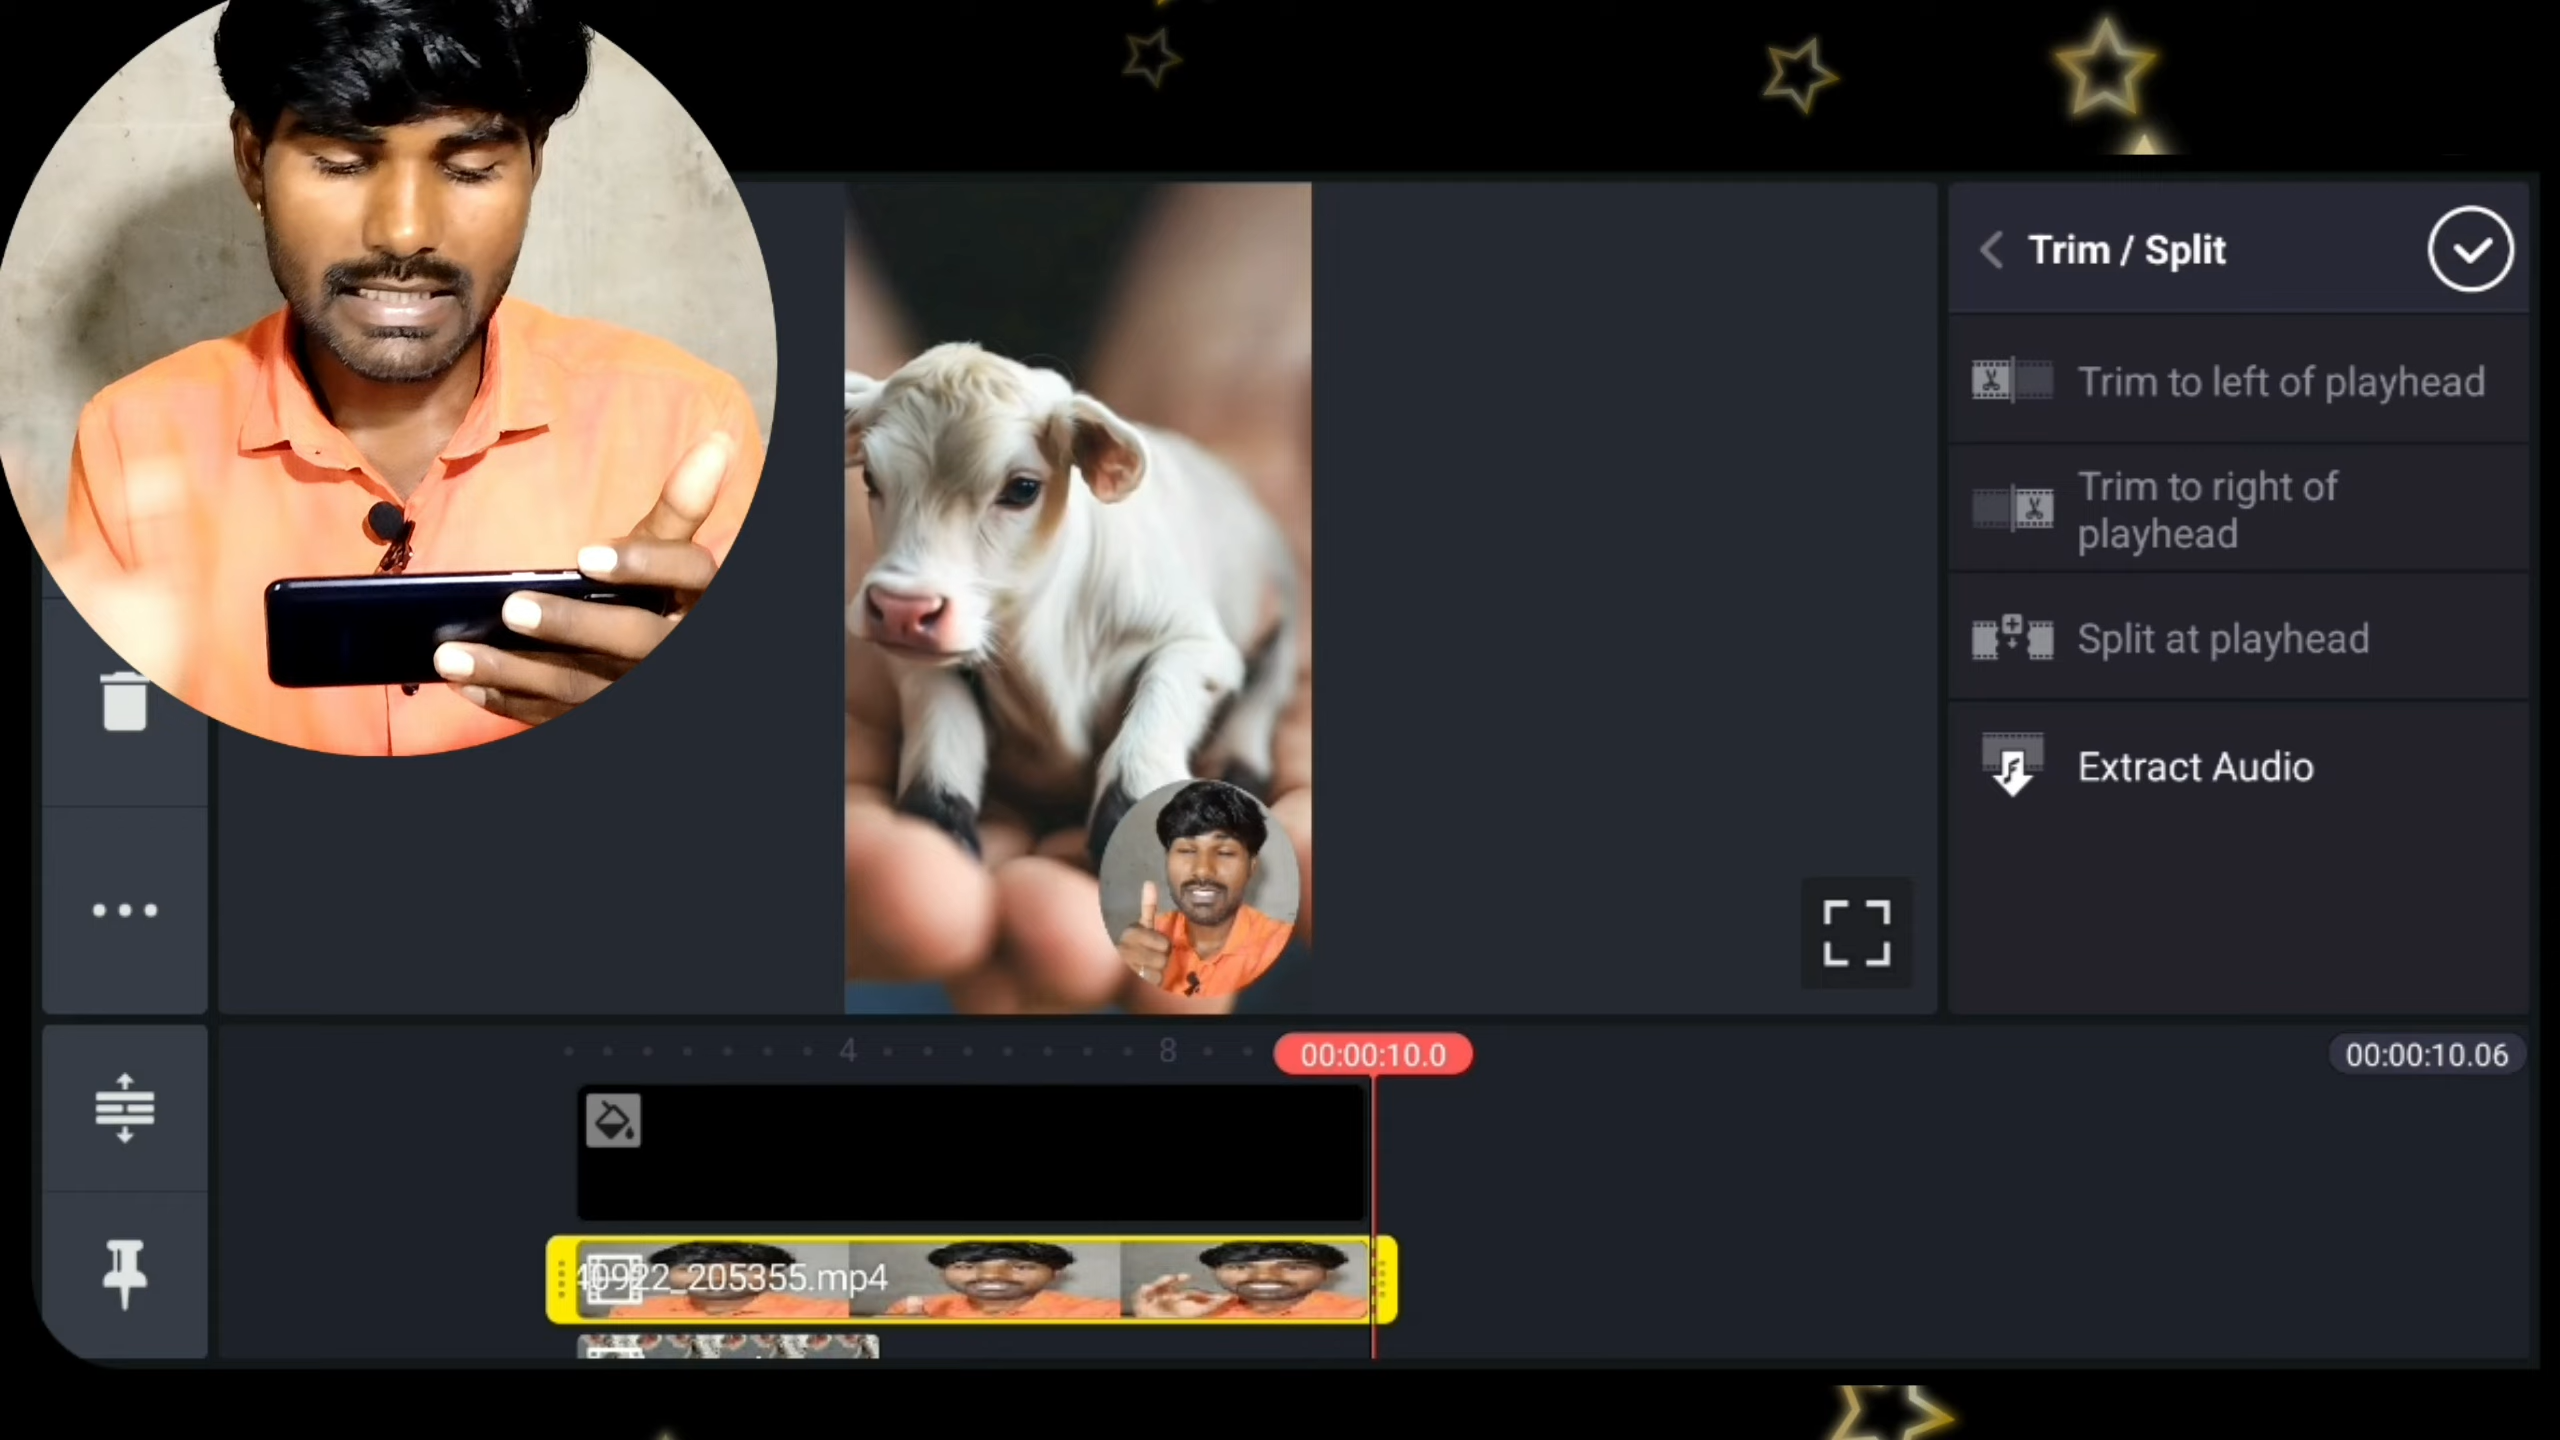 Trim / Split
Trim to left of playhead
Trim to right of
playhead
Split at playhead
Extract Audio
4
8
00:00:10.0
00:00:10.06
40922_205355.mp4